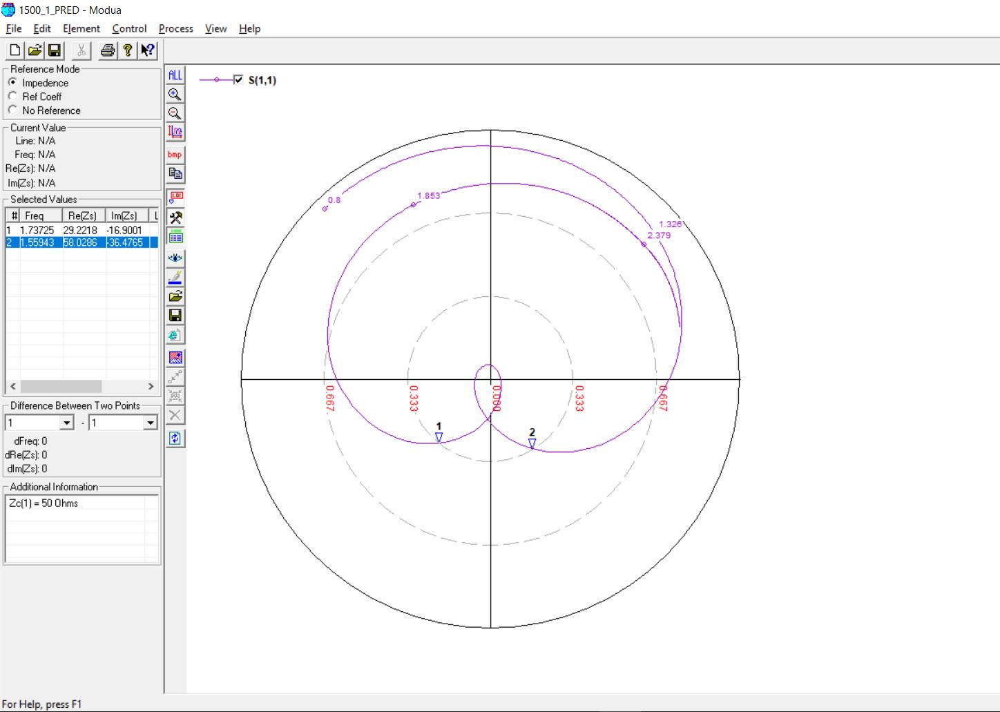 1500_1_PRED - Modua
File Edit Element Control Process View Help
Reference Mode
Impedence
Ref Coeff
No Reference
Current Value
Line: N/A
Freq: N/A
Re(Zs): N/A
Im(Zs): N/A
Selected Values
# Freq Re(Zs) Im(Zs) L
1 1.73725 29.2218 -16.9001
2 1.55943 58.0286 -36.4765
Difference Between Two Points
1 - 1
dFreq: 0
dRe(Zs): 0
dIm(Zs): 0
Additional Information
Zc(1) = 50 Ohms
ALL
bmp
1.01
S(1,1)
0.8
1.853
1.326
2.379
0.667
0.333
0.000
0.333
0.667
1
2
For Help, press F1